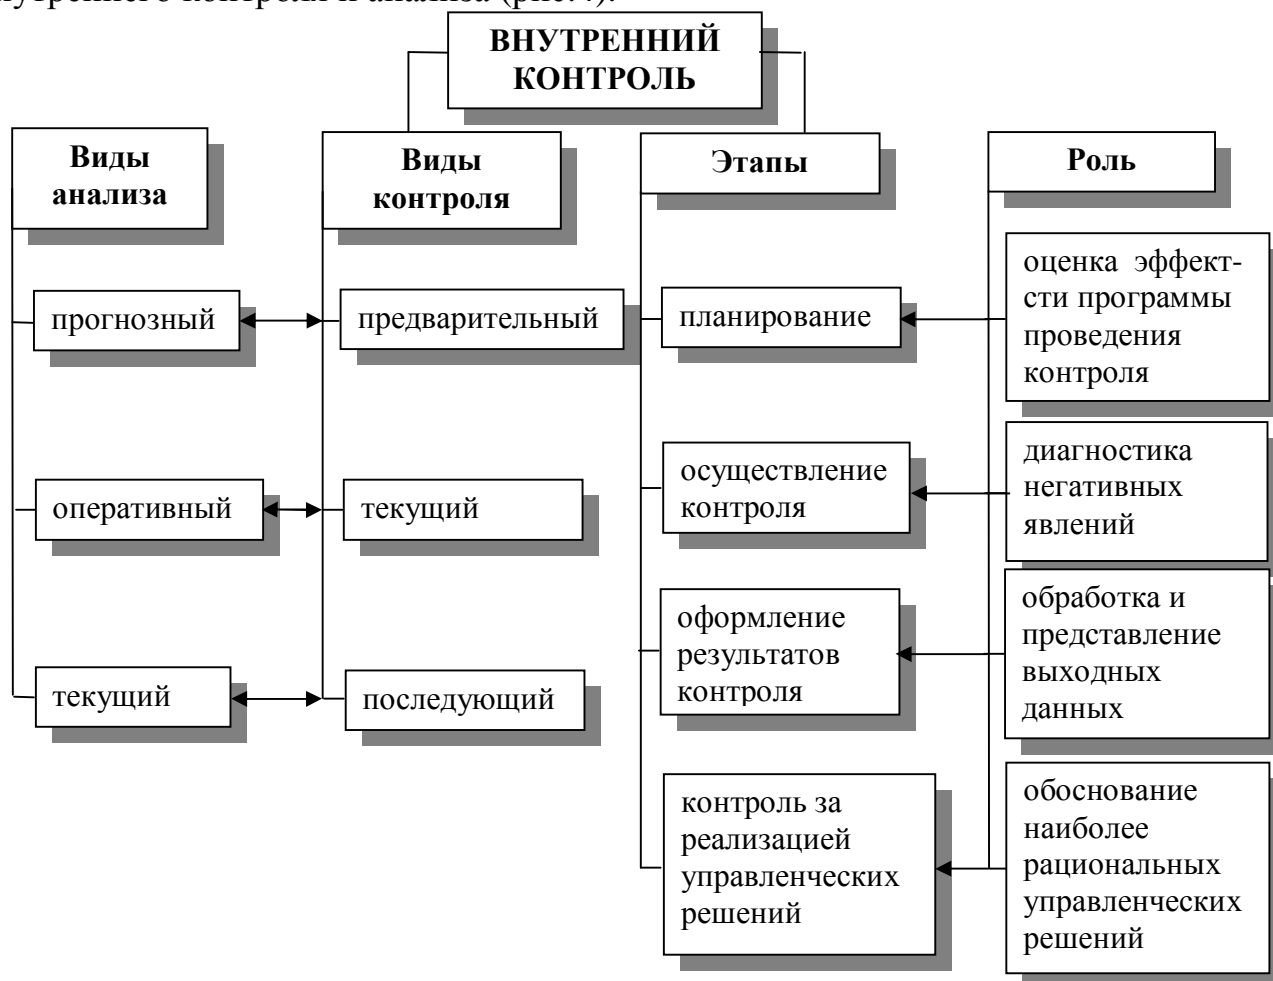 внутреннего контроля и анализа (рис.4).
ВНУТРЕННИЙ
КОНТРОЛЬ
Виды
анализа
Виды
контроля
Этапы
Роль
прогнозный
предварительный
планирование
оценка эффект-
сти программы
проведения
контроля
оперативный
текущий
осуществление
контроля
диагностика
негативных
явлений
текущий
последующий
оформление
результатов
контроля
обработка и
представление
выходных
данных
контроль за
реализацией
управленческих
решений
обоснование
наиболее
рациональных
управленческих
решений